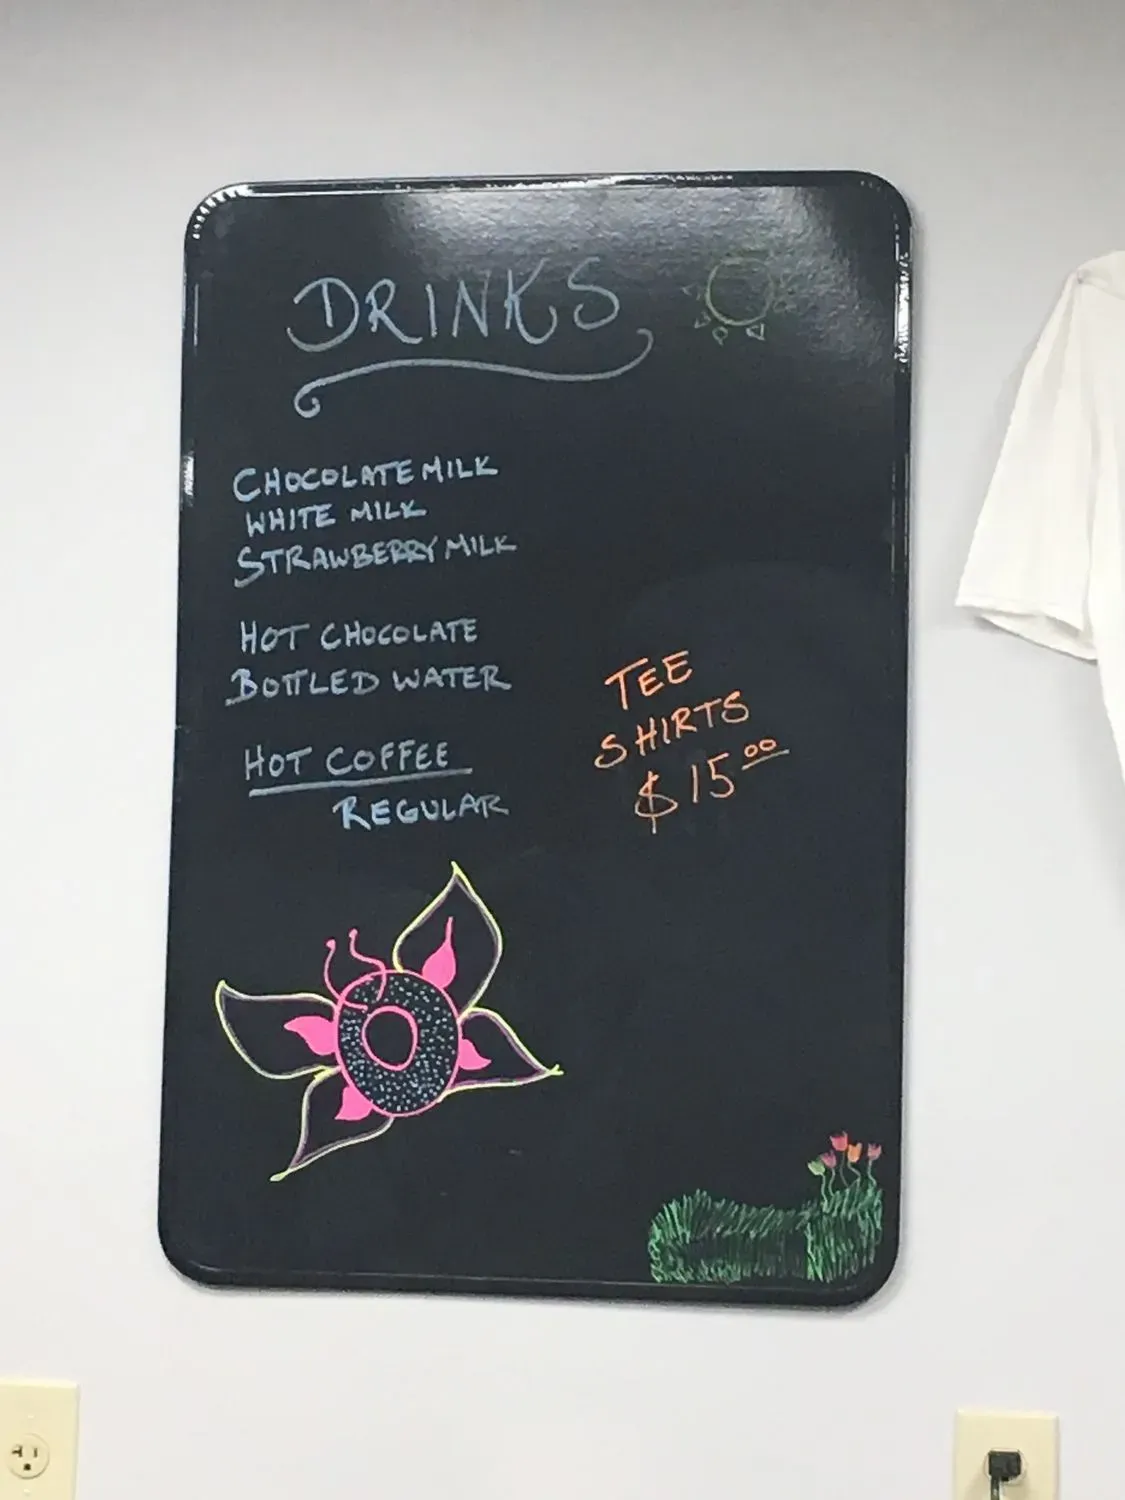 DRINKS
CHOCOLATE MILK
WHITE MILK
STRAWBERRY MILK
HOT CHOCOLATE
BOTTLED WATER
HOT COFFEE
REGULAR
TEE
SHIRTS
$15.00